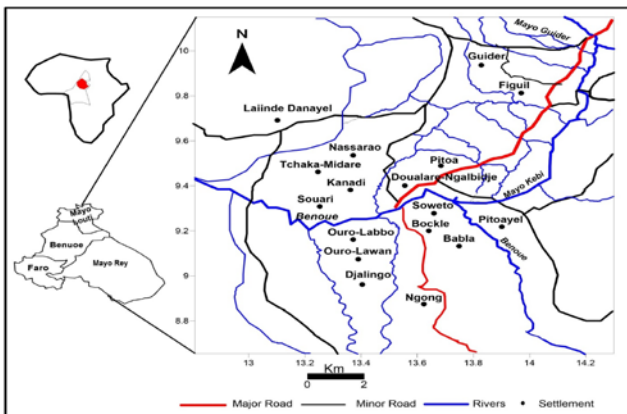 N
10
9.8
9.6
9.4
9.2
9
8.8
Mayo Guider
Guider
Figuil
Laiinde Danayel
Nassarao
Tchaka-Midare
Kanadi
Souari
Benoue
Pitoa
Doualare-Ngalbidje
Mayo Kebi
Soweto
Bockle
Babla
Pitoayel
Benoue
Ouro-Labbo
Ouro-Lawan
Djalingo
Ngong
Mayo
Louti
Benuoe
Faro
Mayo Rey
13 13.2 13.4 13.6 13.8 14 14.2
Km
0 2
Major Road Minor Road Rivers Settlement